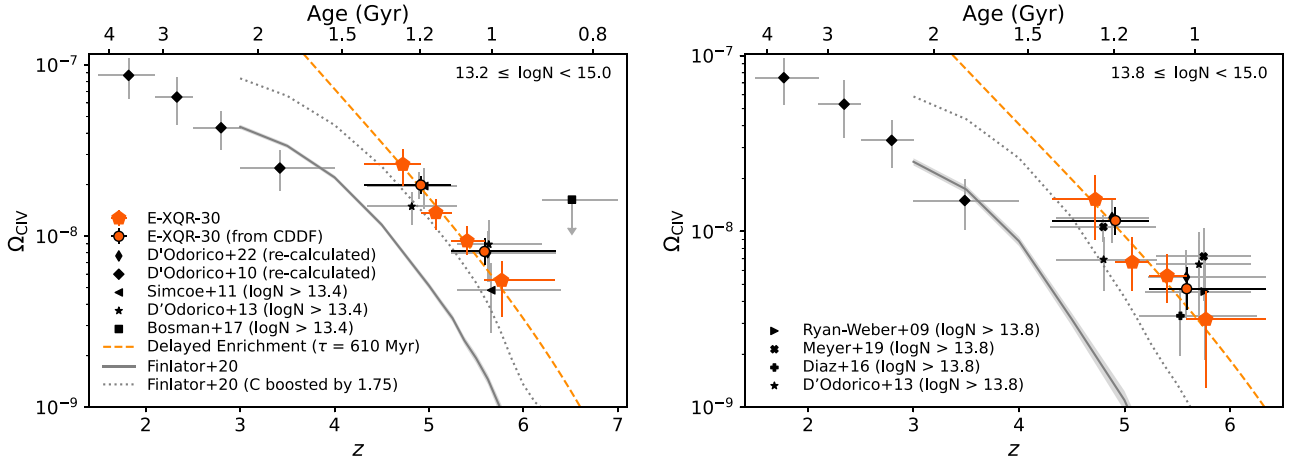 Age (Gyr)
4 3 2 1.5 1.2 1 0.8
13.2 ≤ logN < 15.0
10⁻⁷
10⁻⁸
10⁻⁹
Ω_CIV
E-XQR-30
E-XQR-30 (from CDDF)
D'Odorico+22 (re-calculated)
D'Odorico+10 (re-calculated)
Simcoe+11 (logN > 13.4)
D'Odorico+13 (logN > 13.4)
Bosman+17 (logN > 13.4)
Delayed Enrichment (τ = 610 Myr)
Finlator+20
Finlator+20 (C boosted by 1.75)
2 3 4 5 6 7
z
Age (Gyr)
4 3 2 1.5 1.2 1
13.8 ≤ logN < 15.0
10⁻⁷
10⁻⁸
10⁻⁹
Ω_CIV
Ryan-Weber+09 (logN > 13.8)
Meyer+19 (logN > 13.8)
Diaz+16 (logN > 13.8)
D'Odorico+13 (logN > 13.8)
2 3 4 5 6
z